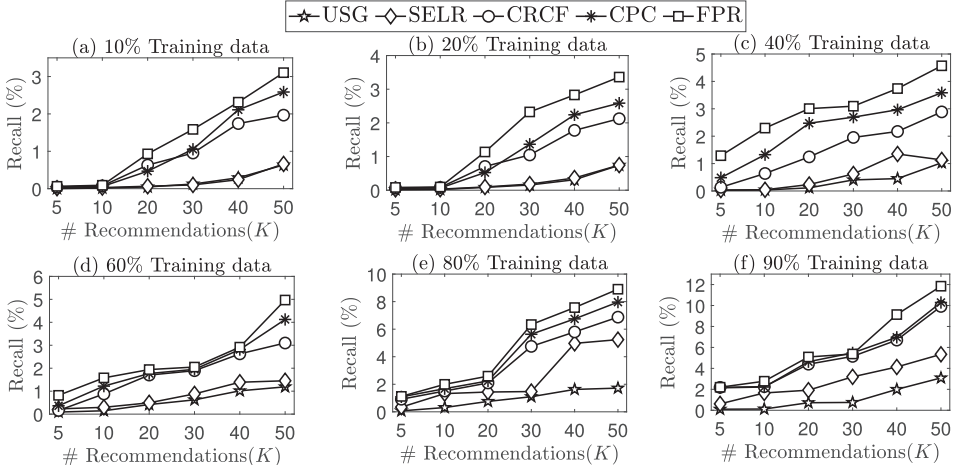 USG SELR CRCF CPC FPR
(a) 10% Training data
Recall (%)
3
2
1
0
5 10 20 30 40 50
# Recommendations(K)
(b) 20% Training data
Recall (%)
4
3
2
1
0
5 10 20 30 40 50
# Recommendations(K)
(c) 40% Training data
Recall (%)
5
4
3
2
1
0
5 10 20 30 40 50
# Recommendations(K)
(d) 60% Training data
Recall (%)
6
5
4
3
2
1
0
5 10 20 30 40 50
# Recommendations(K)
(e) 80% Training data
Recall (%)
10
8
6
4
2
0
5 10 20 30 40 50
# Recommendations(K)
(f) 90% Training data
Recall (%)
12
10
8
6
4
2
0
5 10 20 30 40 50
# Recommendations(K)